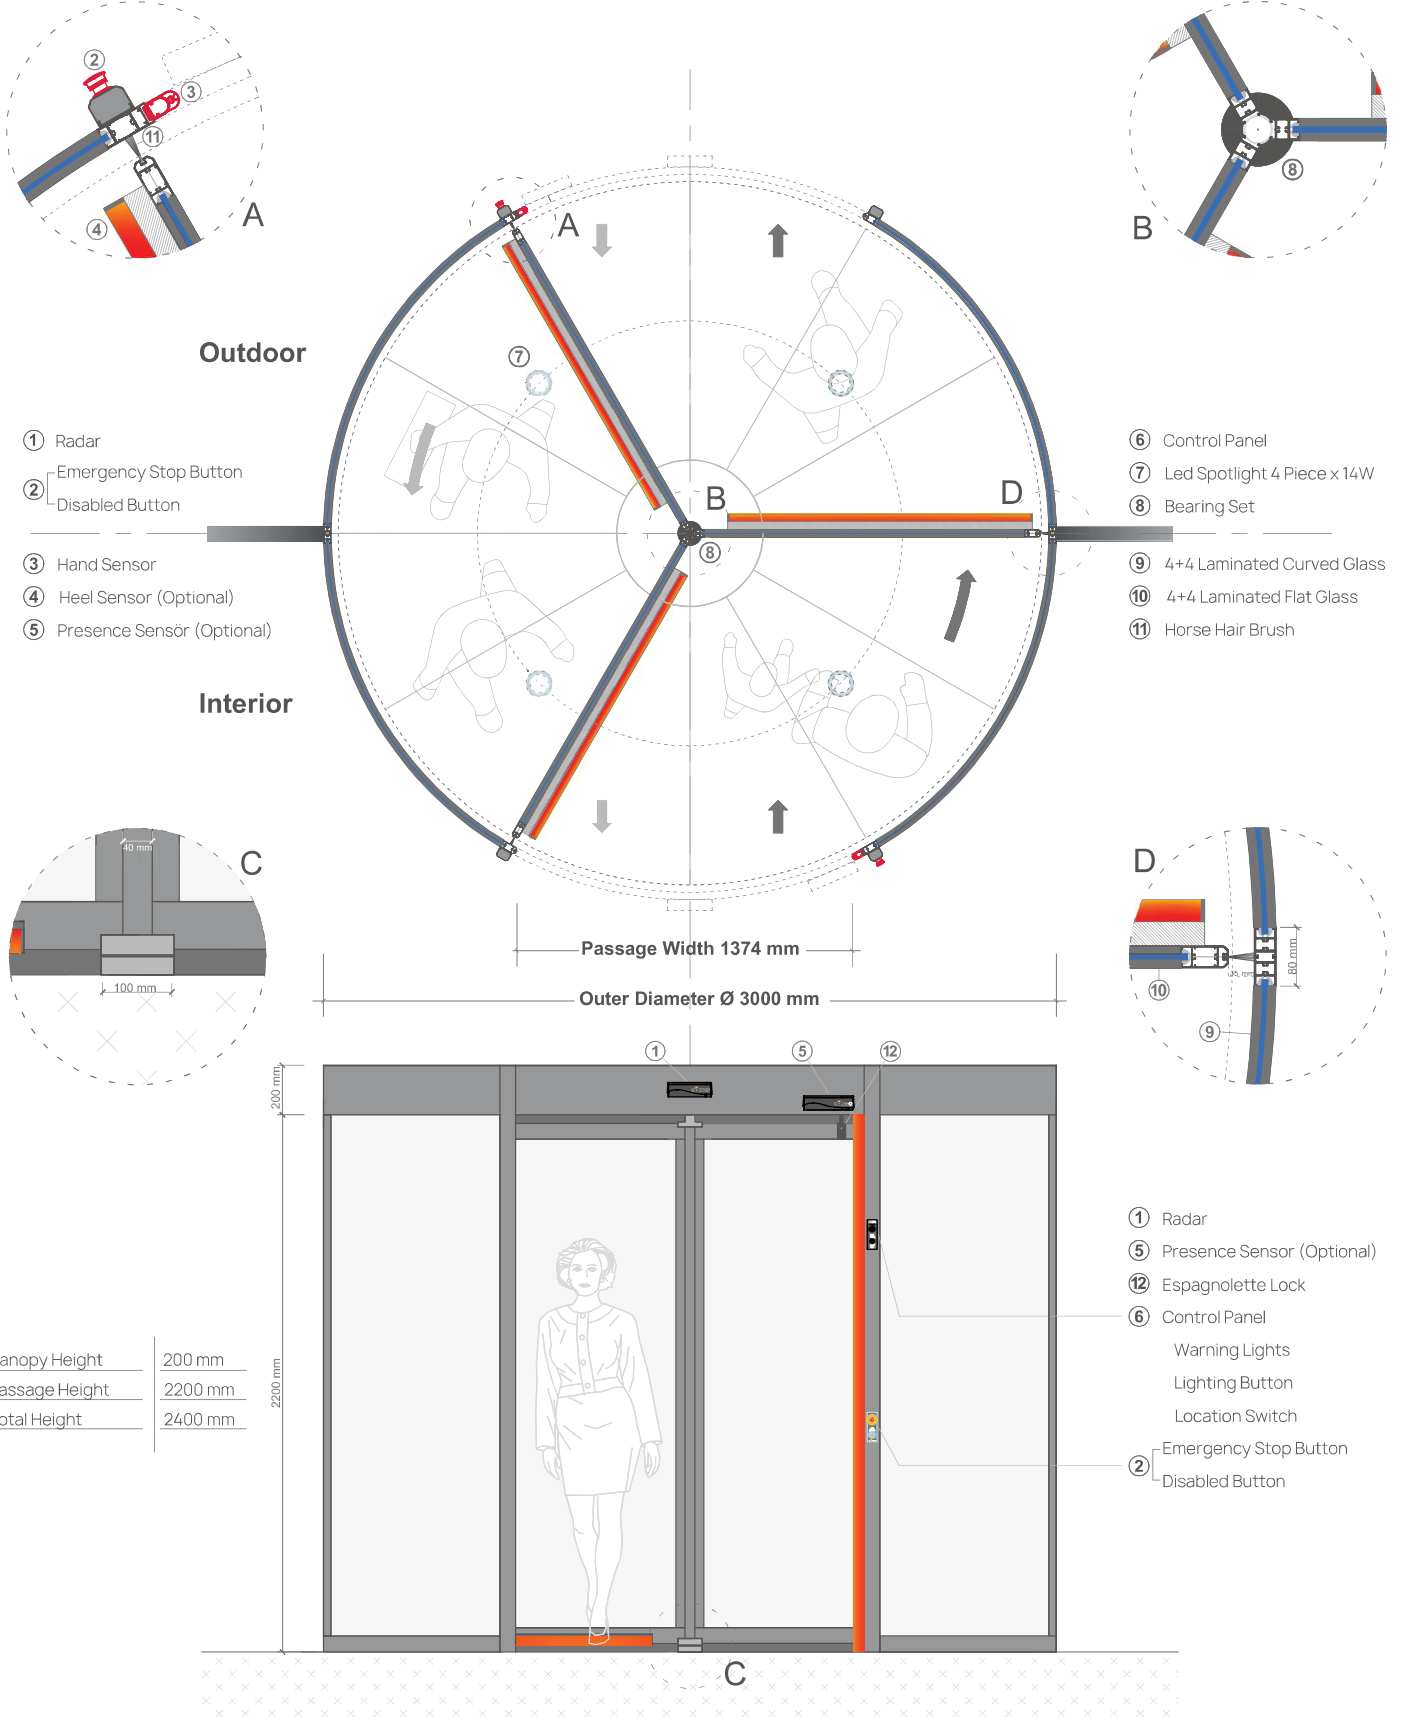 2
3
11
4
A
8
B
A
7
Outdoor
B
D
8
1 Radar
2 Emergency Stop Button
Disabled Button
3 Hand Sensor
4 Heel Sensor (Optional)
5 Presence Sensör (Optional)
6 Control Panel
7 Led Spotlight 4 Piece x 14W
8 Bearing Set
9 4+4 Laminated Curved Glass
10 4+4 Laminated Flat Glass
11 Horse Hair Brush
Interior
40 mm
C
100 mm
D
80 mm
35 mm
10
9
Passage Width 1374 mm
Outer Diameter Ø 3000 mm
1
5
12
200 mm
2200 mm
anopy Height 200 mm
assage Height 2200 mm
otal Height 2400 mm
1 Radar
5 Presence Sensor (Optional)
12 Espagnolette Lock
6 Control Panel
Warning Lights
Lighting Button
Location Switch
2 Emergency Stop Button
Disabled Button
C